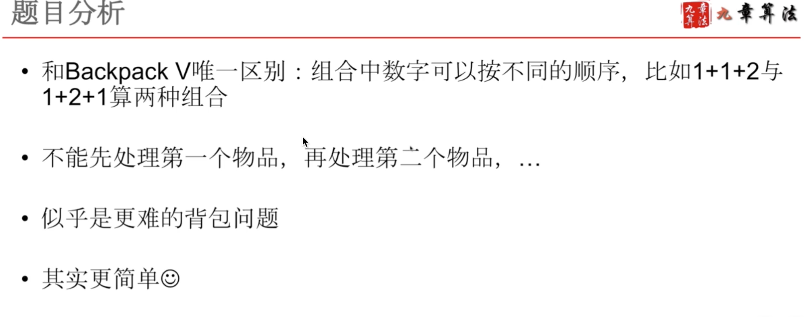 题目分析
九章算法
九章算法
• 和Backpack V唯一区别：组合中数字可以按不同的顺序，比如1+1+2与
1+2+1算两种组合
• 不能先处理第一个物品，再处理第二个物品，…
• 似乎是更难的背包问题
• 其实更简单☺